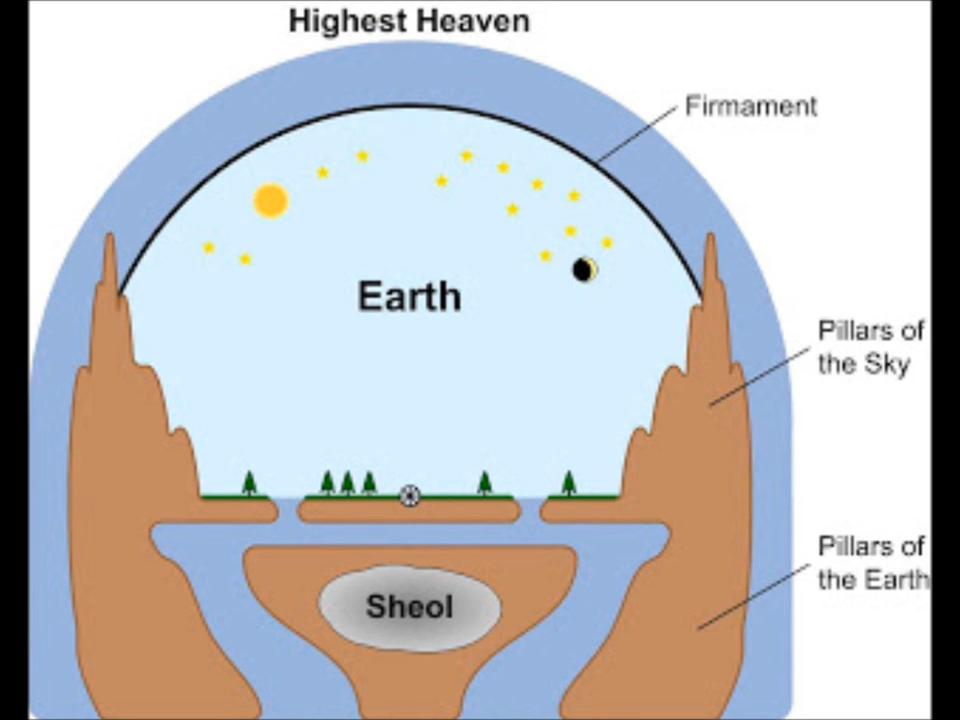 Highest Heaven
Firmament
Earth
Pillars of
the Sky
Pillars of
the Earth
Sheol